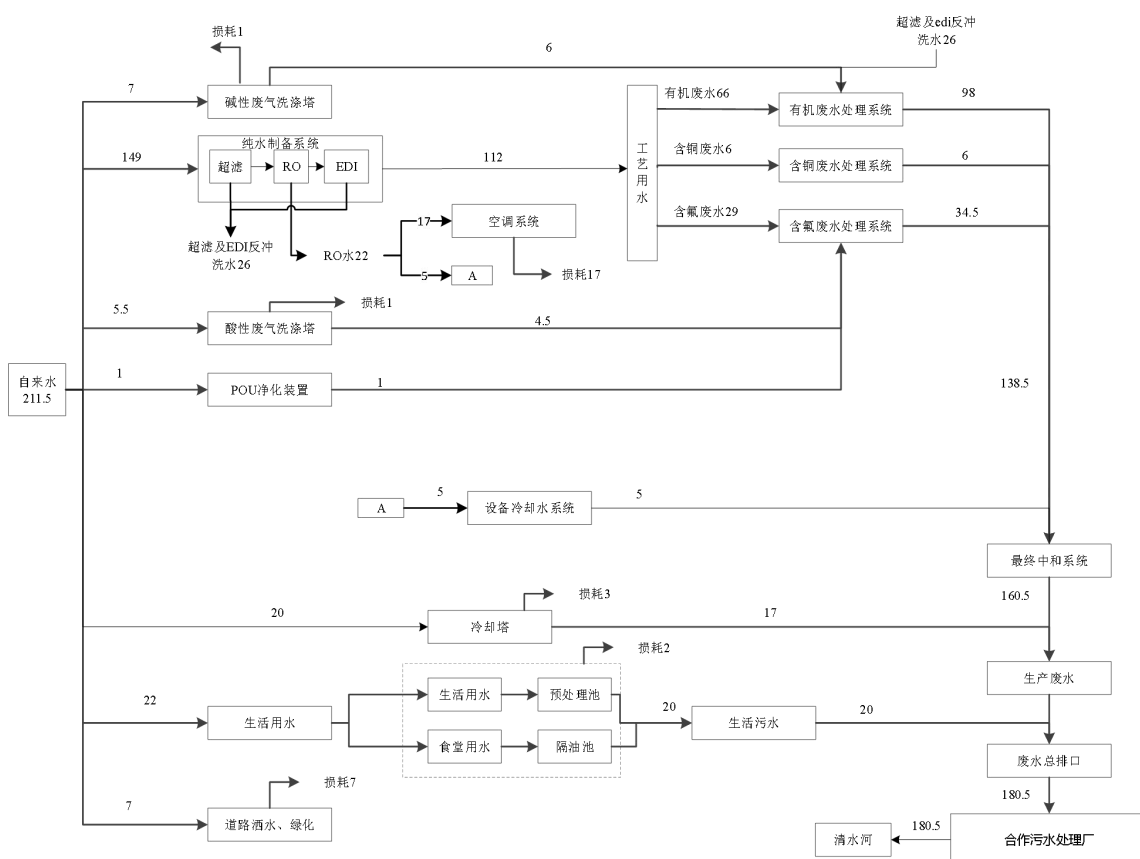 损耗1
超滤及edi反冲
洗水26
6
7
碱性废气洗涤塔
有机废水66
有机废水处理系统
98
纯水制备系统
149
超滤
RO
EDI
112
工艺用水
含铜废水6
含铜废水处理系统
6
含氟废水29
含氟废水处理系统
34.5
17
空调系统
超滤及EDI反冲
洗水26
RO水22
5
A
损耗17
损耗1
5.5
酸性废气洗涤塔
4.5
自来水
211.5
1
POU净化装置
1
138.5
A
5
设备冷却水系统
5
最终中和系统
160.5
损耗3
20
冷却塔
17
损耗2
生产废水
22
生活用水
生活用水
预处理池
食堂用水
隔油池
20
生活污水
20
废水总排口
180.5
损耗7
7
道路洒水、绿化
清水河
180.5
合作污水处理厂